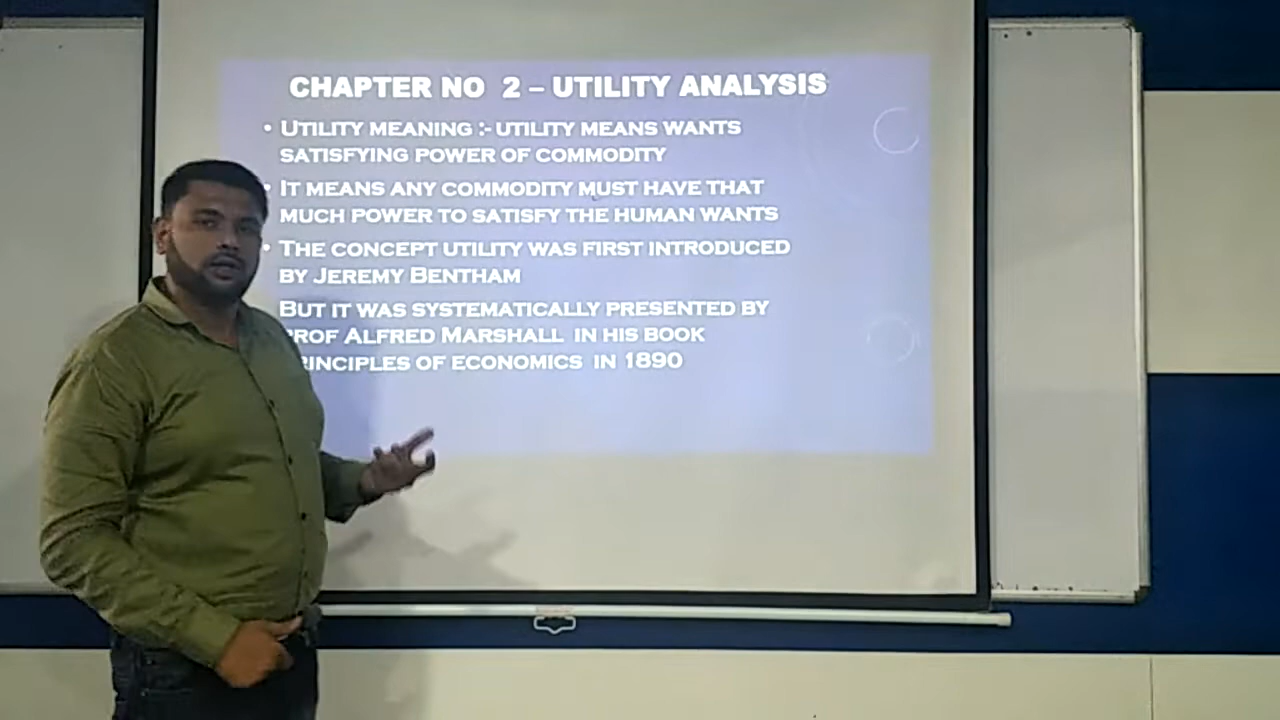 CHAPTER NO 2 – UTILITY ANALYSIS
• UTILITY MEANING :- UTILITY MEANS WANTS
SATISFYING POWER OF COMMODITY
• IT MEANS ANY COMMODITY MUST HAVE THAT
MUCH POWER TO SATISFY THE HUMAN WANTS
• THE CONCEPT UTILITY WAS FIRST INTRODUCED
BY JEREMY BENTHAM
BUT IT WAS SYSTEMATICALLY PRESENTED BY
PROF ALFRED MARSHALL IN HIS BOOK
PRINCIPLES OF ECONOMICS IN 1890